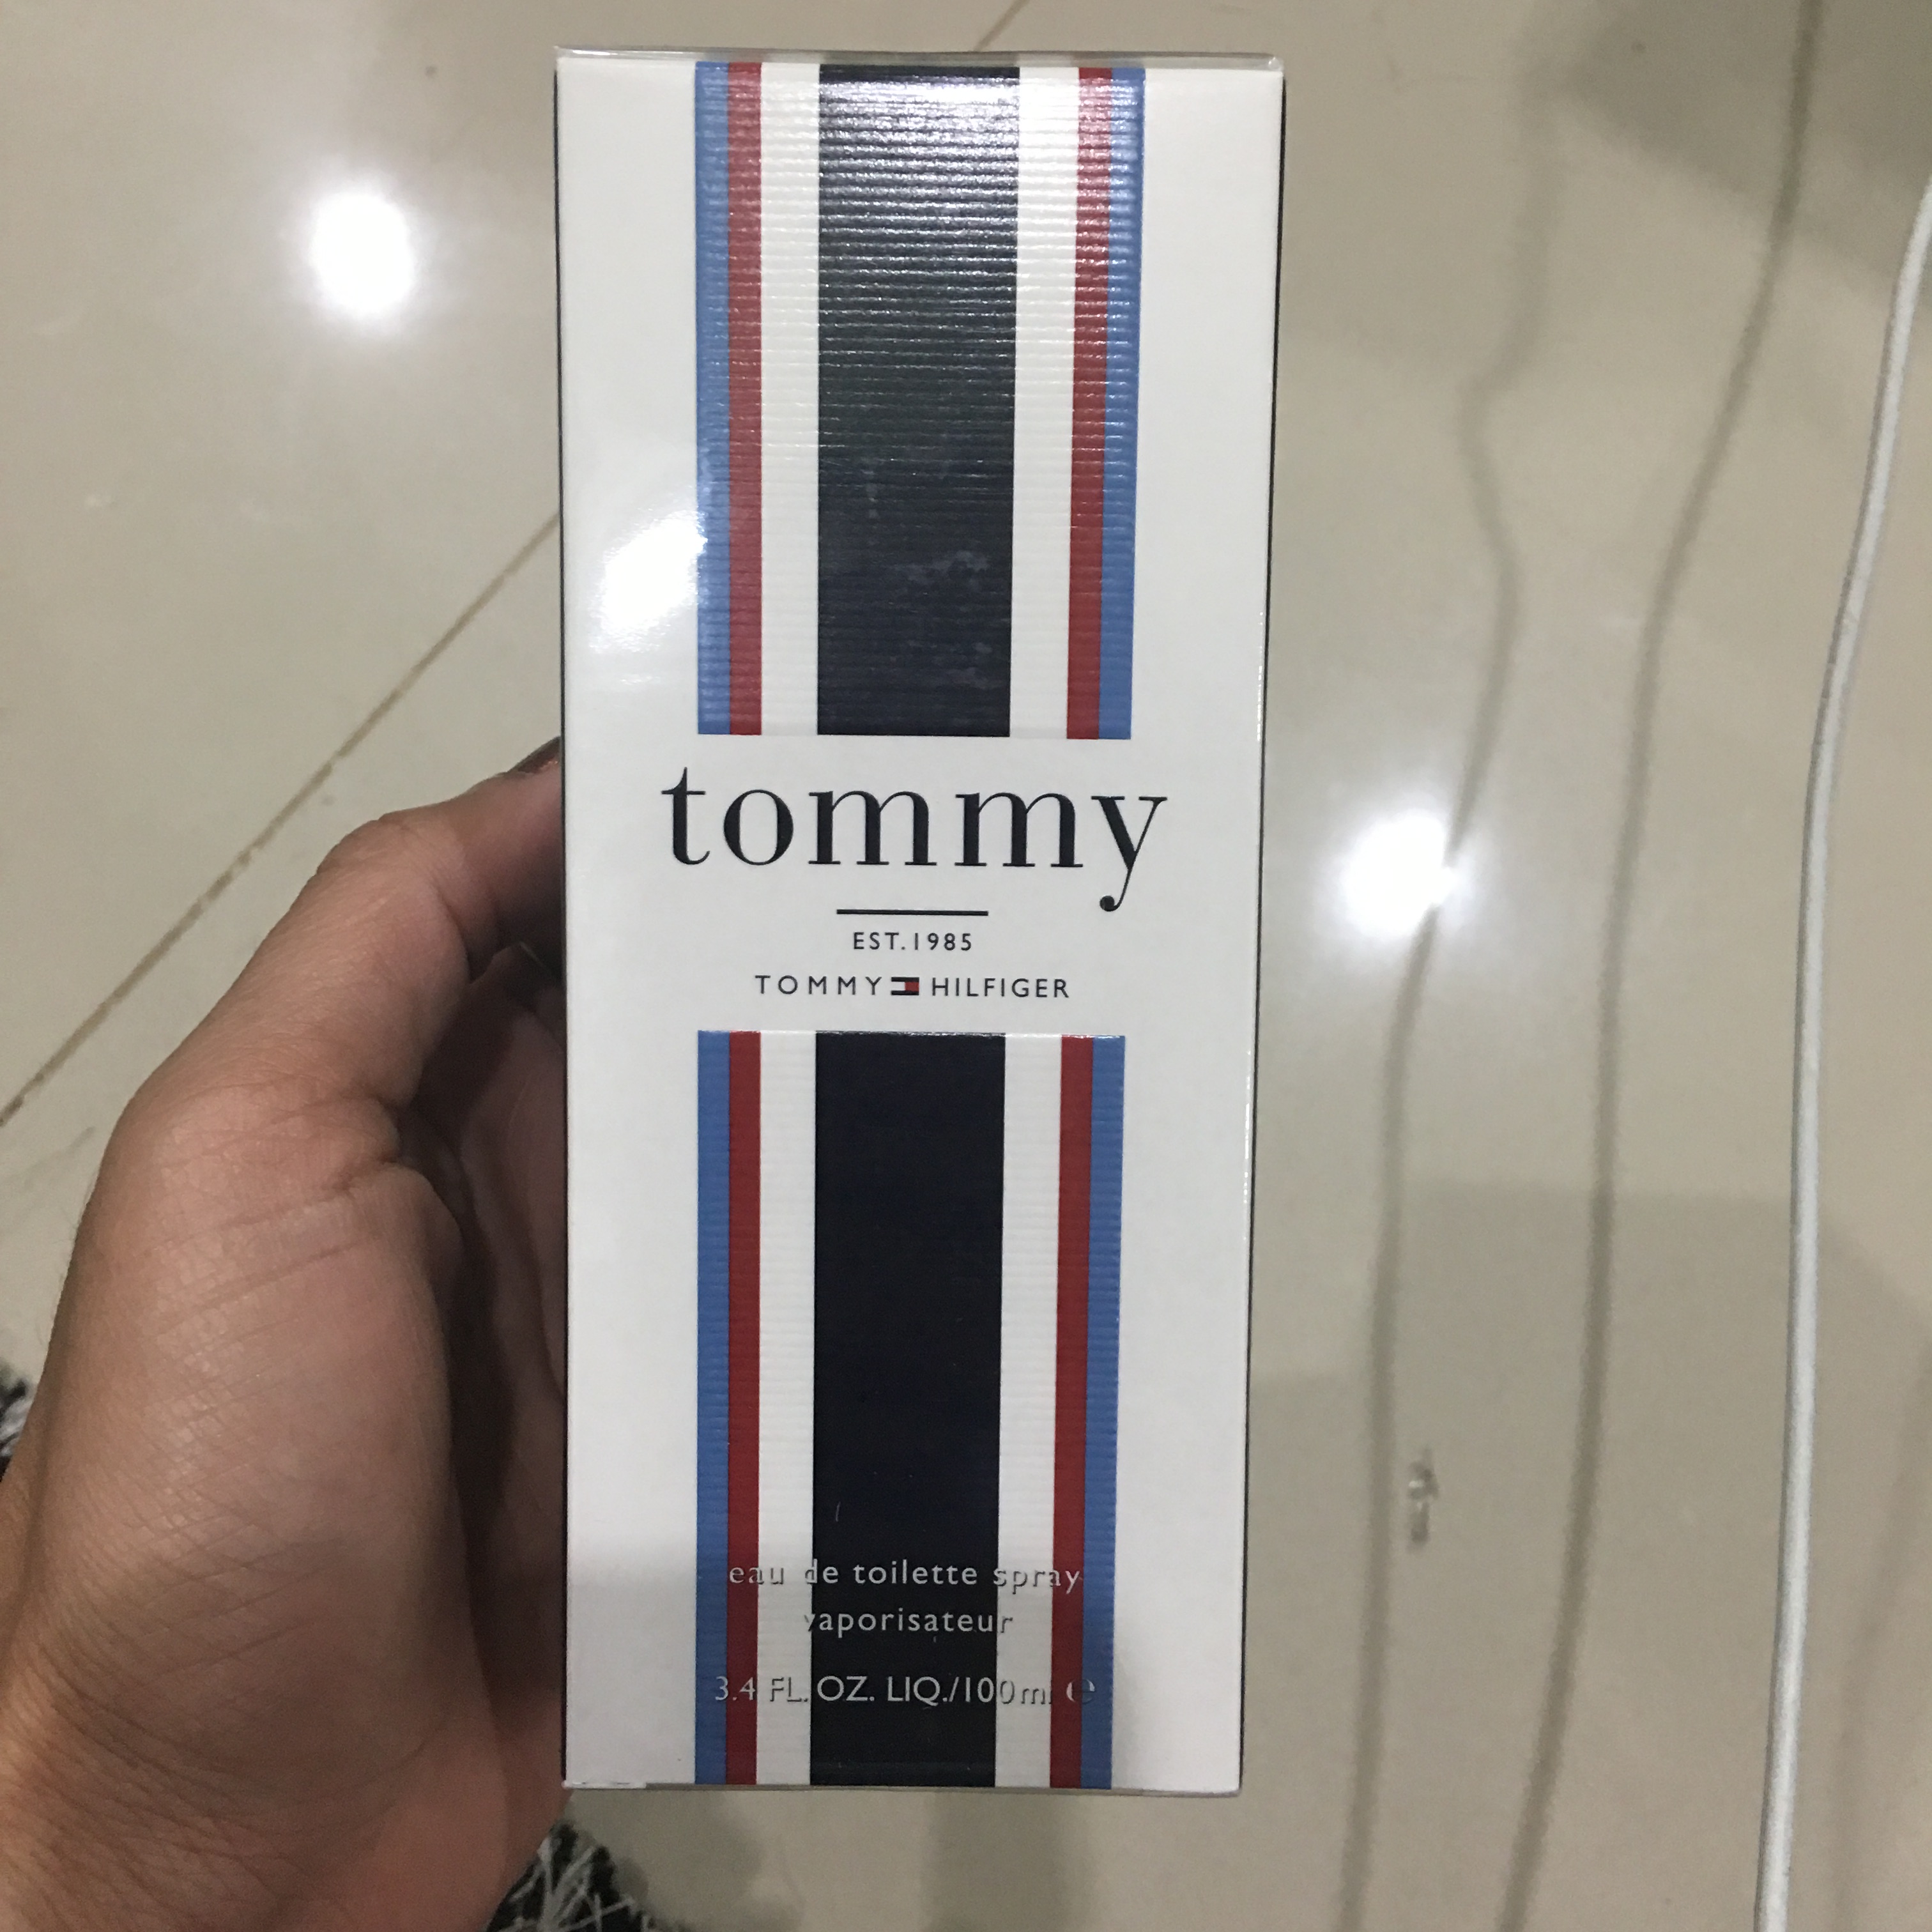 tommy
EST.1985
TOMMY HILFIGER
eau de toilette spray
vaporisateur
3.4 FL. OZ. LIQ./100ml ℮